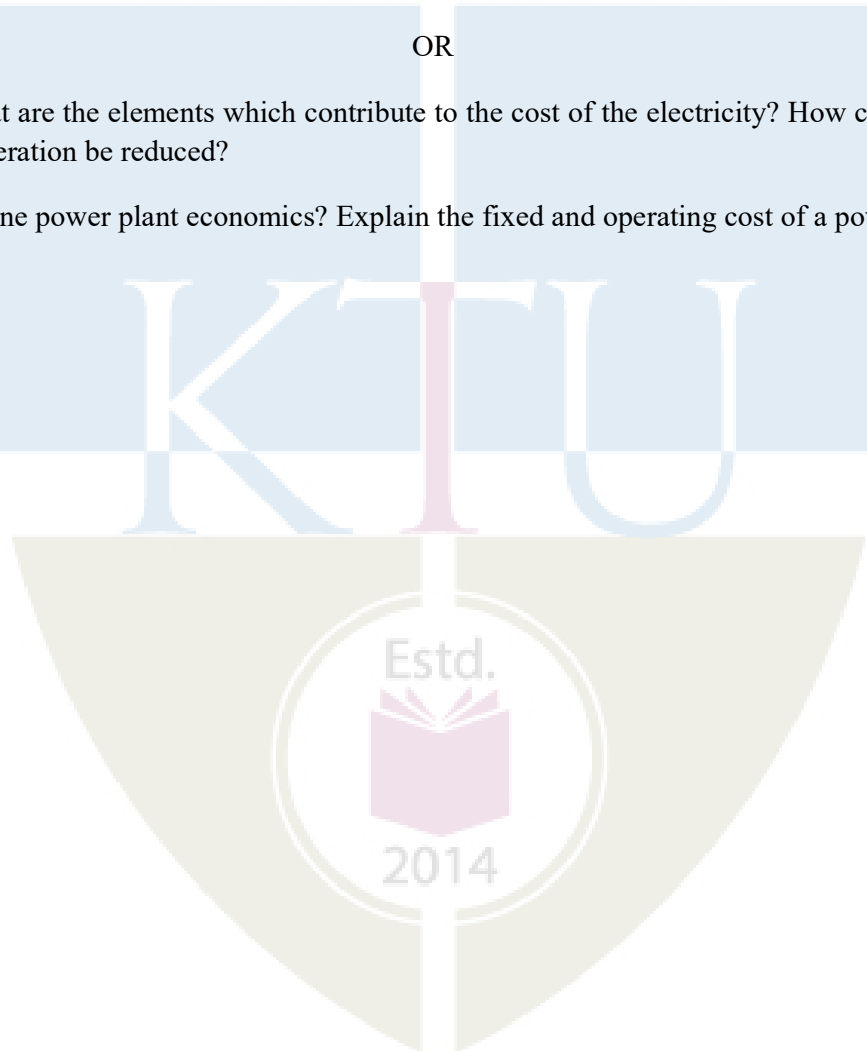 OR
t are the elements which contribute to the cost of the electricity? How c
eration be reduced?
ne power plant economics? Explain the fixed and operating cost of a po
KTU
Estd.
2014